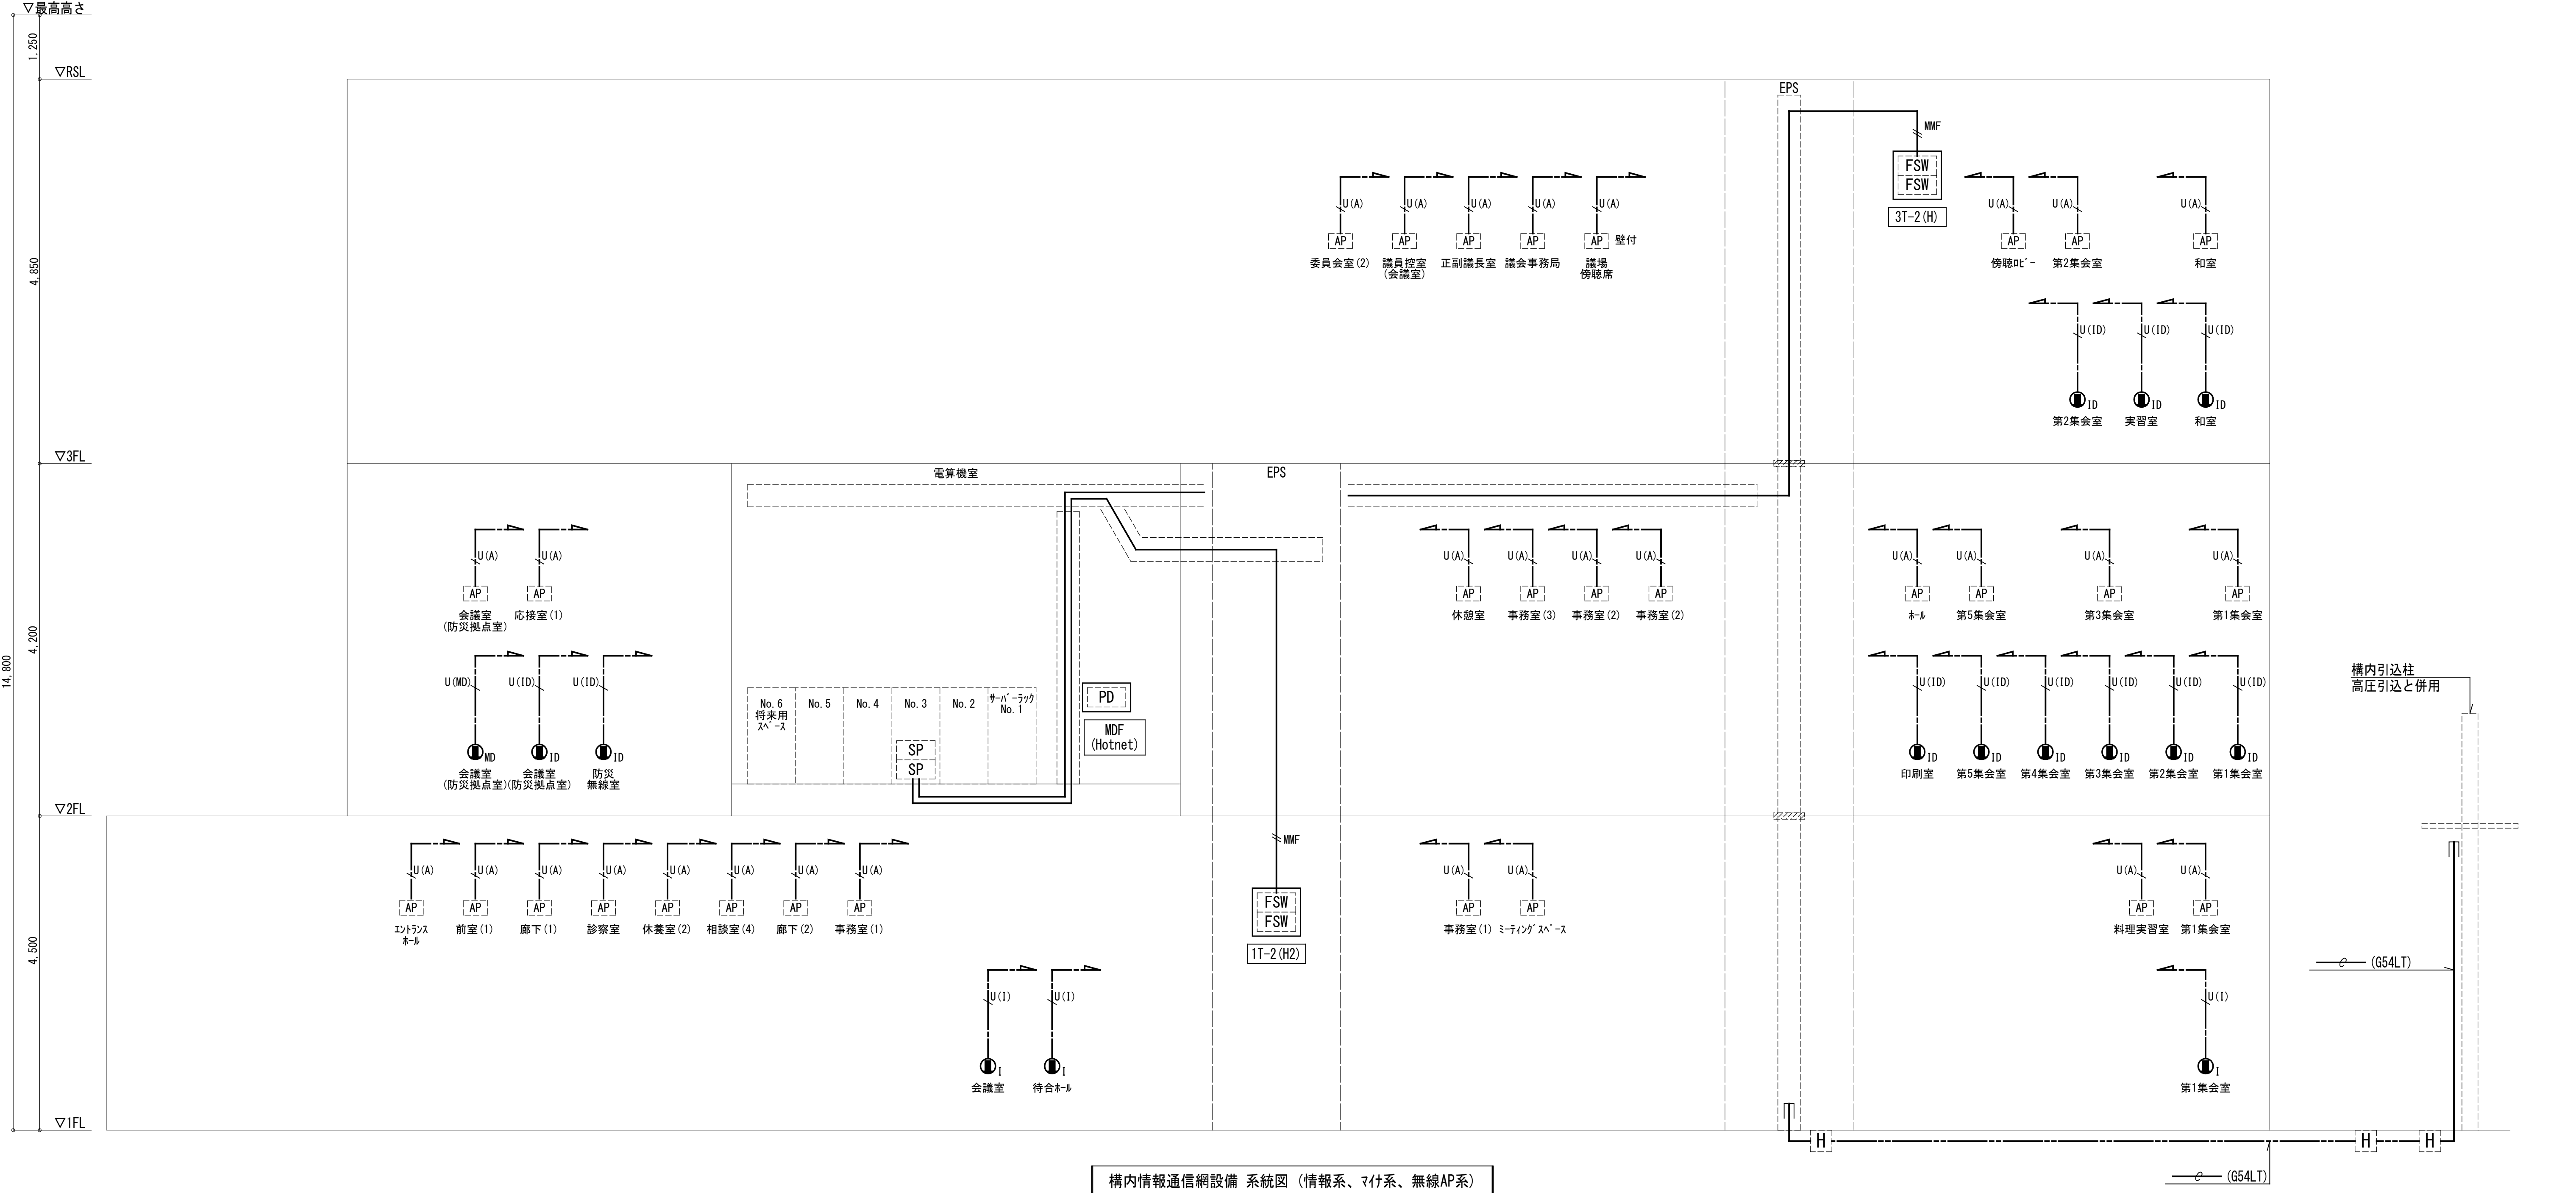 ▽最高高さ
1.250
▽RSL
EPS
MMF
FSW
FSW
3T-2(H)
4.850
U(A) U(A) U(A) U(A) U(A)
AP AP AP AP AP 壁付
委員会室(2) 議員控室 正副議長室 議会事務局 議場
(会議室) 傍聴席
U(A) U(A) U(A)
AP AP AP
傍聴ﾛﾋﾞｰ 第2集会室 和室
U(ID) U(ID) U(ID)
ID ID ID
第2集会室 実習室 和室
▽3FL
電算機室
EPS
4.200
14.800
U(A) U(A)
AP AP
会議室 応接室(1)
(防災拠点室)
U(MD) U(ID) U(ID)
MD ID ID
会議室 会議室 防災
(防災拠点室) (防災拠点室) 無線室
No.6 No.5 No.4 No.3 No.2 ｻｰﾊﾞｰﾗｯｸ
将来用 No.1
ｽﾍﾟｰｽ
SP
SP
PD
MDF
(Hotnet)
U(A) U(A) U(A) U(A)
AP AP AP AP
休憩室 事務室(3) 事務室(2) 事務室(2)
U(A) U(A) U(A) U(A)
AP AP AP AP
ﾎｰﾙ 第5集会室 第3集会室 第1集会室
U(ID) U(ID) U(ID) U(ID) U(ID) U(ID)
ID ID ID ID ID ID
印刷室 第5集会室 第4集会室 第3集会室 第2集会室 第1集会室
構内引込柱
高圧引込と併用
▽2FL
4.500
U(A) U(A) U(A) U(A) U(A) U(A) U(A) U(A)
AP AP AP AP AP AP AP AP
ｴﾝﾄﾗﾝｽ 前室(1) 廊下(1) 診察室 休養室(2) 相談室(4) 廊下(2) 事務室(1)
ﾎｰﾙ
U(I) U(I)
I I
会議室 待合ﾎｰﾙ
MMF
FSW
FSW
1T-2(H2)
U(A) U(A)
AP AP
事務室(1) ﾐｰﾃｨﾝｸﾞｽﾍﾟｰｽ
U(A) U(A)
AP AP
料理実習室 第1集会室
U(I)
I
第1集会室
(G54LT)
▽1FL
H H H
(G54LT)
構内情報通信網設備 系統図 (情報系、ﾏｲﾅ系、無線AP系)